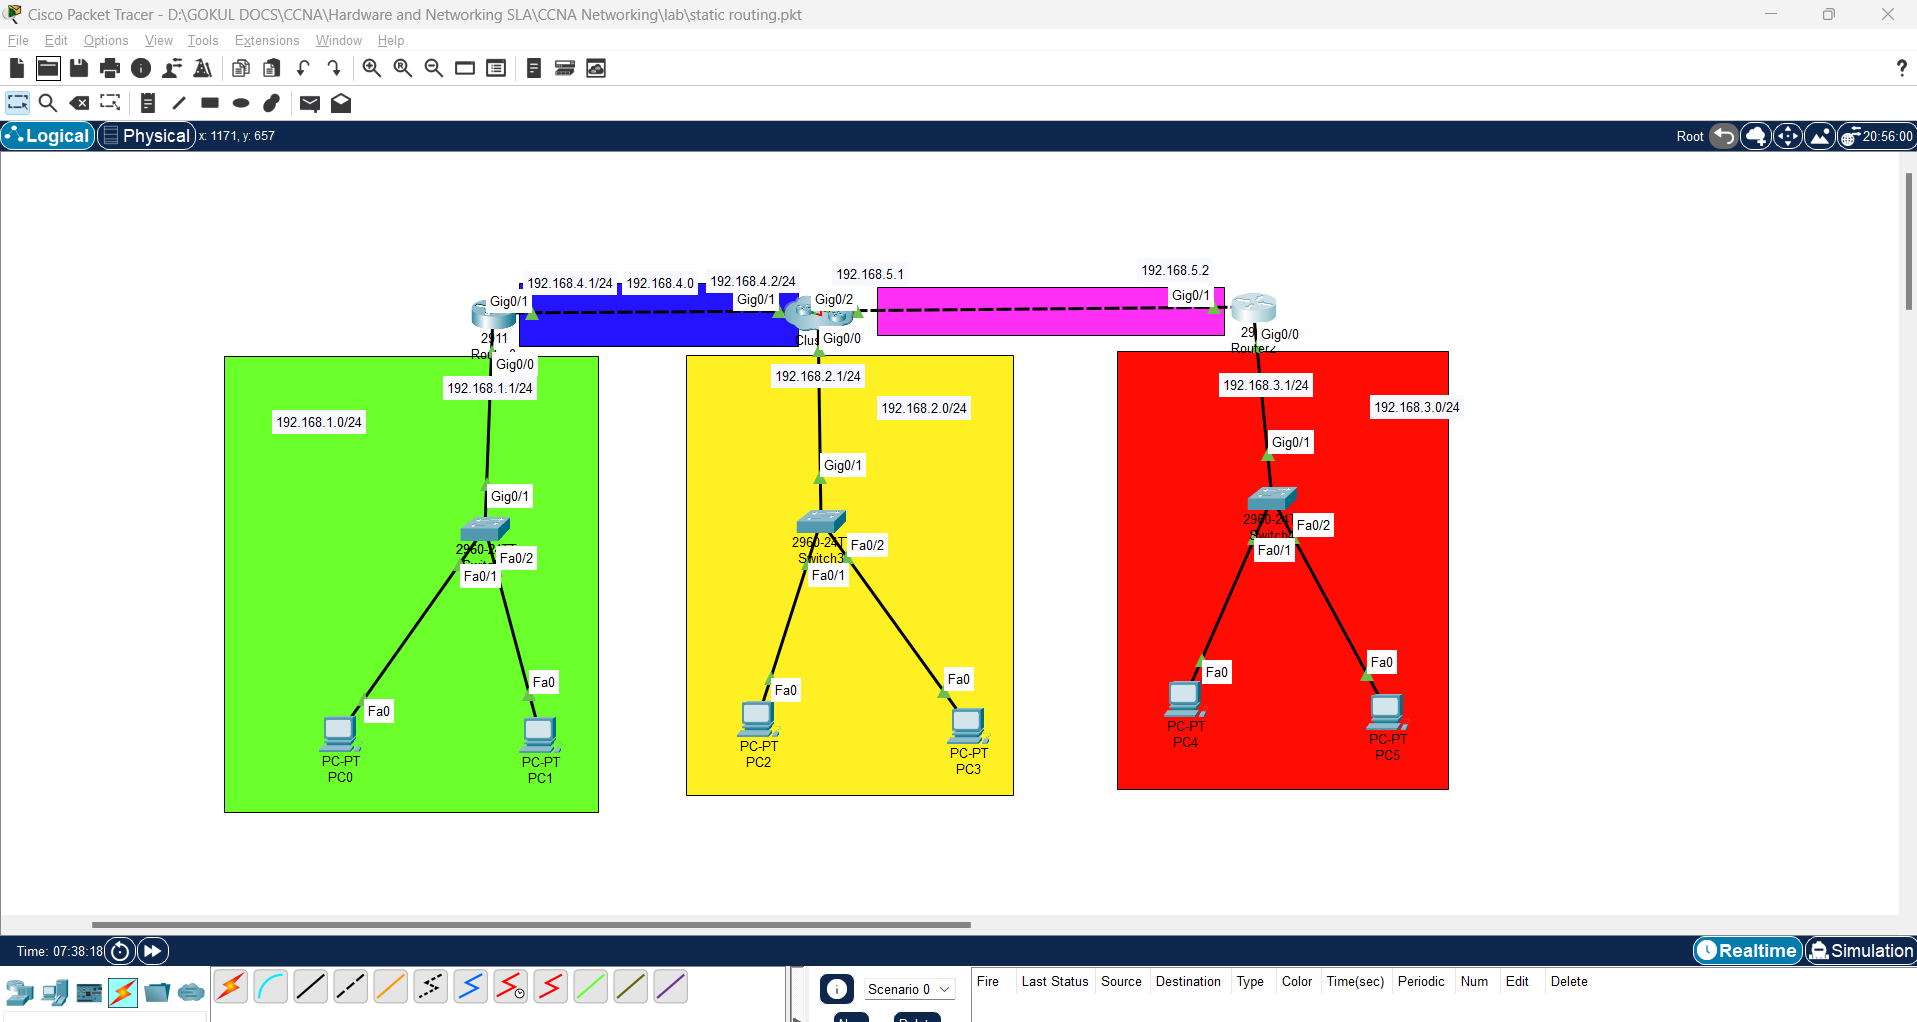 Cisco Packet Tracer - D:\GOKUL DOCS\CCNA\Hardware and Networking SLA\CCNA Networking\lab\static routing.pkt
File Edit Options View Tools Extensions Window Help
?
Logical Physical x: 1171, y: 657 Root 20:56:00
192.168.5.1 192.168.5.2
192.168.4.1/24 192.168.4.0 192.168.4.2/24
Gig0/1 Gig0/1 Gig0/2 Gig0/1
2911 Clus Gig0/0 29 Gig0/0
Router2
Gig0/0
192.168.1.1/24 192.168.2.1/24 192.168.3.1/24
192.168.1.0/24 192.168.2.0/24 192.168.3.0/24
Gig0/1 Gig0/1 Gig0/1
2960-24TT 2960-24T 2960-24T
Switch3
Fa0/2 Fa0/2 Fa0/2
Fa0/1 Fa0/1 Fa0/1
Fa0 Fa0 Fa0 Fa0 Fa0 Fa0
PC-PT PC-PT PC-PT PC-PT PC-PT PC-PT
PC0 PC1 PC2 PC3 PC4 PC5
Time: 07:38:18 Realtime Simulation
Scenario 0 Fire Last Status Source Destination Type Color Time(sec) Periodic Num Edit Delete